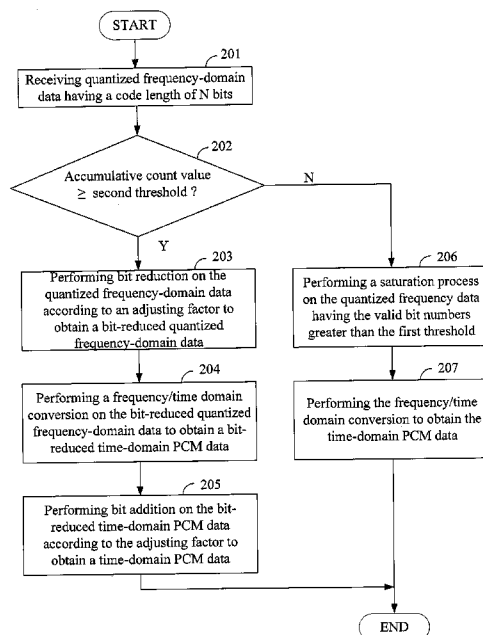 START
201
Receiving quantized frequency-domain
data having a code length of N bits
202
Accumulative count value
≥ second threshold ?
N
Y
203
Performing bit reduction on the
quantized frequency-domain data
according to an adjusting factor to
obtain a bit-reduced quantized
frequency-domain data
206
Performing a saturation process
on the quantized frequency data
having the valid bit numbers
greater than the first threshold
204
Performing a frequency/time domain
conversion on the bit-reduced quantized
frequency-domain data to obtain a bit-
reduced time-domain PCM data
207
Performing the frequency/time
domain conversion to obtain the
time-domain PCM data
205
Performing bit addition on the bit-
reduced time-domain PCM data
according to the adjusting factor to
obtain a time-domain PCM data
END